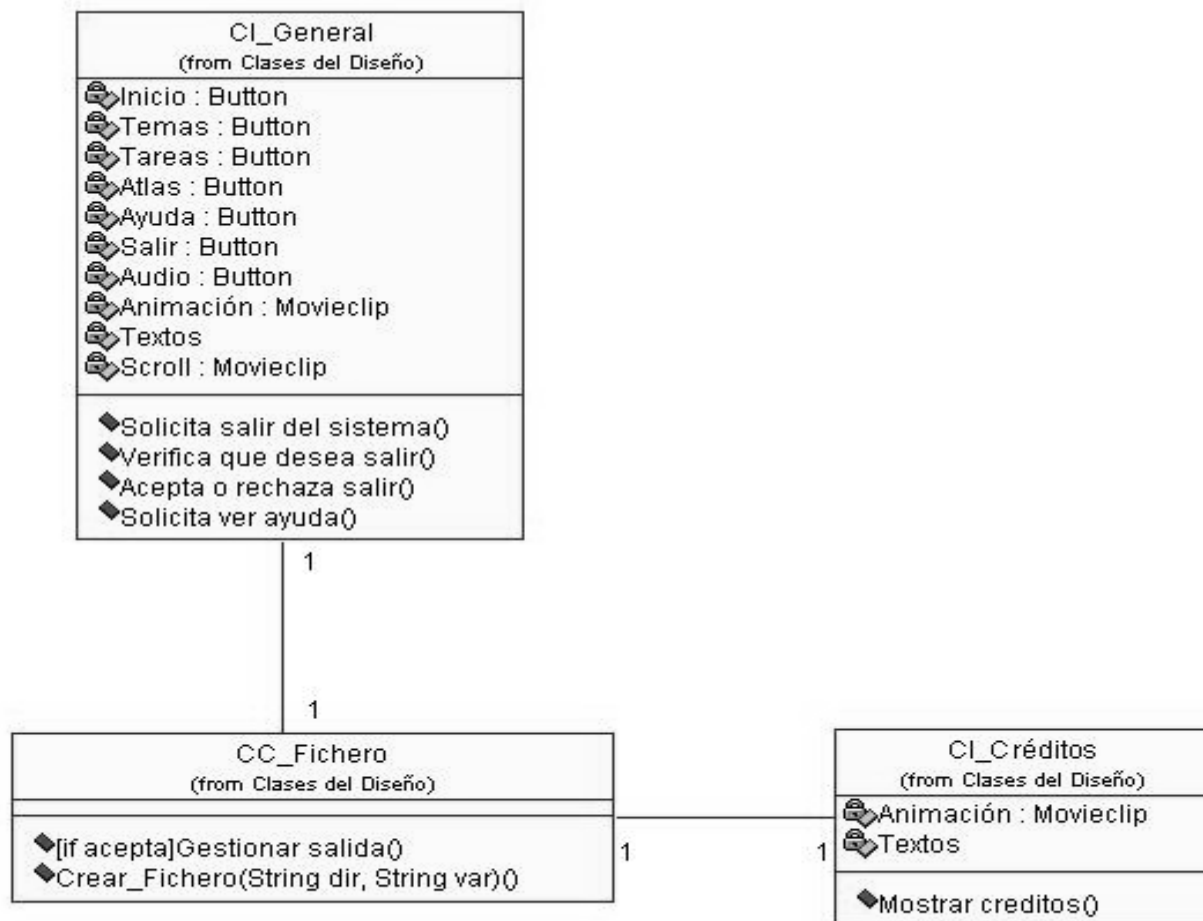 CI_General
(from Clases del Diseño)
Inicio : Button
Temas : Button
Tareas : Button
Atlas : Button
Ayuda : Button
Salir : Button
Audio : Button
Animación : Movieclip
Textos
Scroll : Movieclip
Solicita salir del sistema()
Verifica que desea salir()
Acepta o rechaza salir()
Solicita ver ayuda()
1
1
CC_Fichero
(from Clases del Diseño)
[if acepta]Gestionar salida()
Crear_Fichero(String dir, String var)()
1
1
CI_Créditos
(from Clases del Diseño)
Animación : Movieclip
Textos
Mostrar creditos()